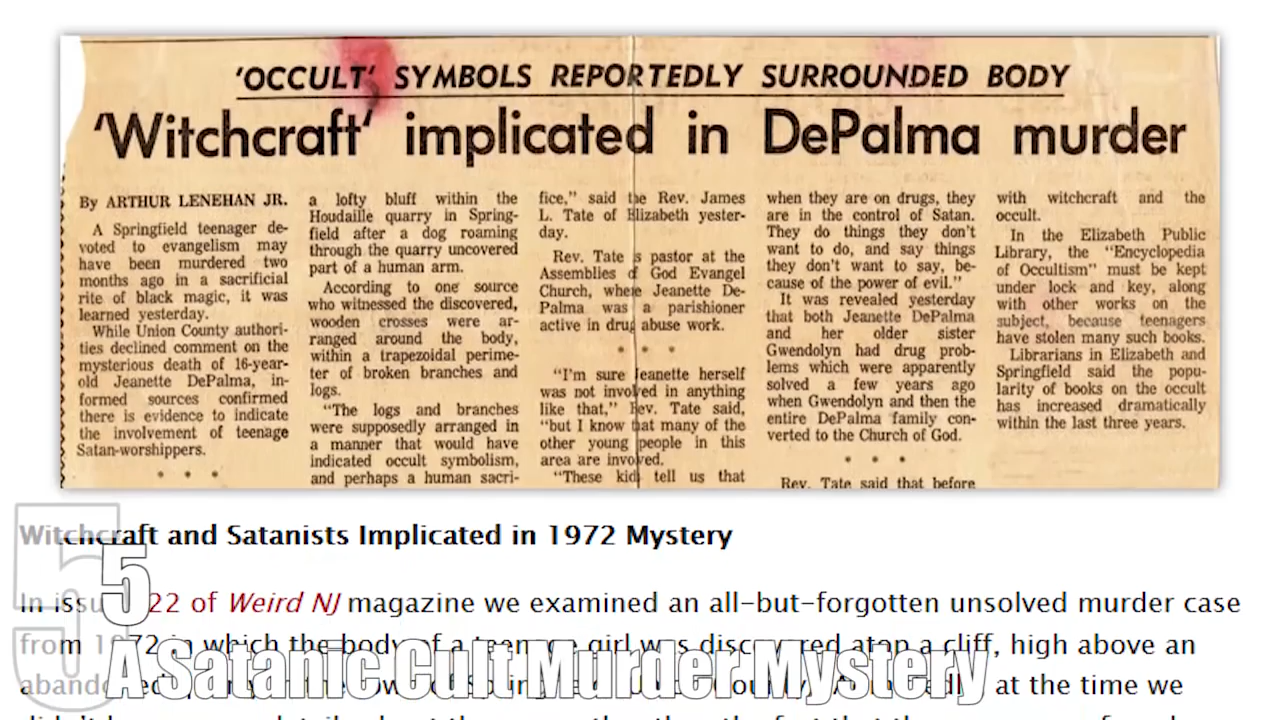 'OCCULT' SYMBOLS REPORTEDLY SURROUNDED BODY
'Witchcraft' implicated in DePalma murder
By ARTHUR LENEHAN JR.
A Springfield teenager de-
voted to evangelism may
have been murdered two
months ago in a sacrificial
rite of black magic, it was
learned yesterday.
While Union County authori-
ties declined comment on the
mysterious death of 16-year-
old Jeanette DePalma, in-
formed sources confirmed
there is evidence to indicate
the involvement of teenage
Satan-worshippers.
* * *
a lofty bluff within the
Houdaille quarry in Spring-
field after a dog roaming
through the quarry uncovered
part of a human arm.
According to one source
who witnessed the discovered,
wooden crosses were ar-
ranged around the body,
within a trapezoidal perime-
ter of broken branches and
logs.
"The logs and branches
were supposedly arranged in
a manner that would have
indicated occult symbolism,
and perhaps a human sacri-
fice," said the Rev. James
L. Tate of Elizabeth yester-
day.
Rev. Tate is pastor at the
Assemblies of God Evangel
Church, where Jeanette De-
Palma was a parishioner
active in drug abuse work.
* * *
"I'm sure Jeanette herself
was not involved in anything
like that," Rev. Tate said,
"but I know that many of the
other young people in this
area are involved.
"These kids tell us that
when they are on drugs, they
are in the control of Satan.
They do things they don't
want to do, and say things
they don't want to say, be-
cause of the power of evil."
It was revealed yesterday
that both Jeanette DePalma
and her older sister
Gwendolyn had drug prob-
lems which were apparently
solved a few years ago
when Gwendolyn and then the
entire DePalma family con-
verted to the Church of God.
* * *
Rev. Tate said that before
with witchcraft and the
occult.
In the Elizabeth Public
Library, the "Encyclopedia
of Occultism" must be kept
under lock and key, along
with other works on the
subject, because teenagers
have stolen many such books.
Librarians in Elizabeth and
Springfield said the popu-
larity of books on the occult
has increased dramatically
within the last three years.
Witchcraft and Satanists Implicated in 1972 Mystery
In issue 22 of Weird NJ magazine we examined an all-but-forgotten unsolved murder case
from 1972 in which the body of a teenage girl was discovered atop a cliff, high above an
at the time we
5
5
A Satanic Cult Murder Mystery